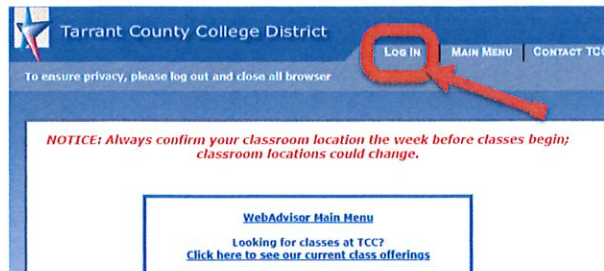 Tarrant County College District
LOG IN
MAIN MENU
CONTACT TCC
To ensure privacy, please log out and close all browser
NOTICE: Always confirm your classroom location the week before classes begin;
classroom locations could change.
WebAdvisor Main Menu
Looking for classes at TCC?
Click here to see our current class offerings